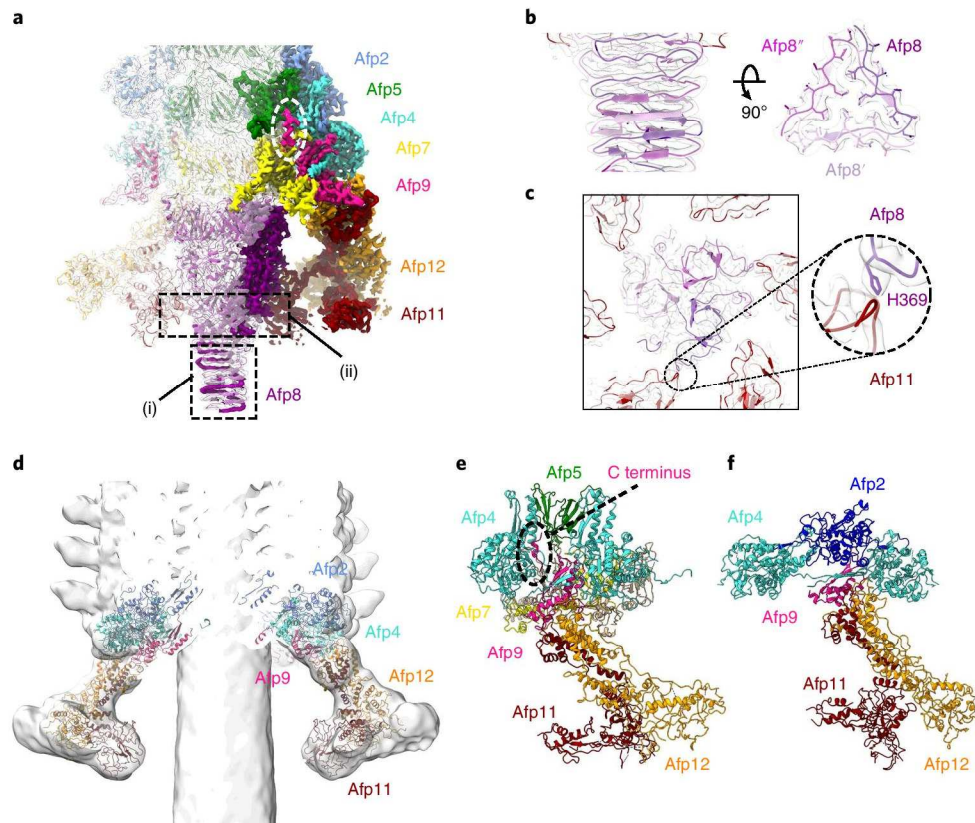 a
Afp2
Afp5
Afp4
Afp7
Afp9
Afp12
Afp11
(ii)
(i)
Afp8
b
Afp8″
Afp8
90°
Afp8′
c
Afp8
H369
Afp11
d
Afp2
Afp4
Afp9
Afp12
Afp11
e
Afp5
C terminus
Afp4
Afp7
Afp9
Afp11
Afp12
f
Afp2
Afp4
Afp9
Afp11
Afp12